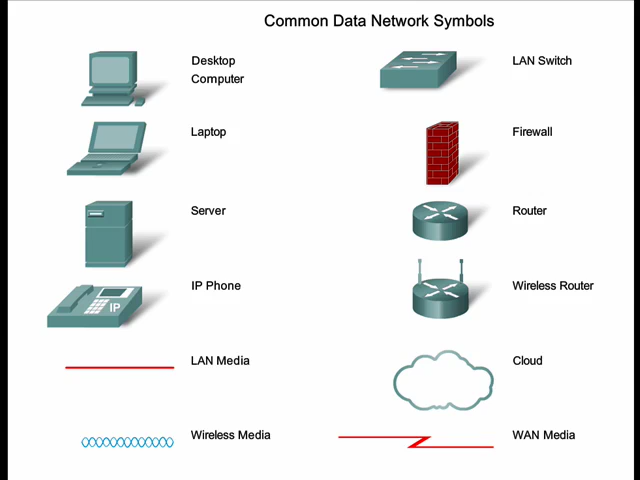 Common Data Network Symbols
Desktop
Computer
LAN Switch
Laptop
Firewall
Server
Router
IP Phone
IP
Wireless Router
LAN Media
Cloud
Wireless Media
WAN Media